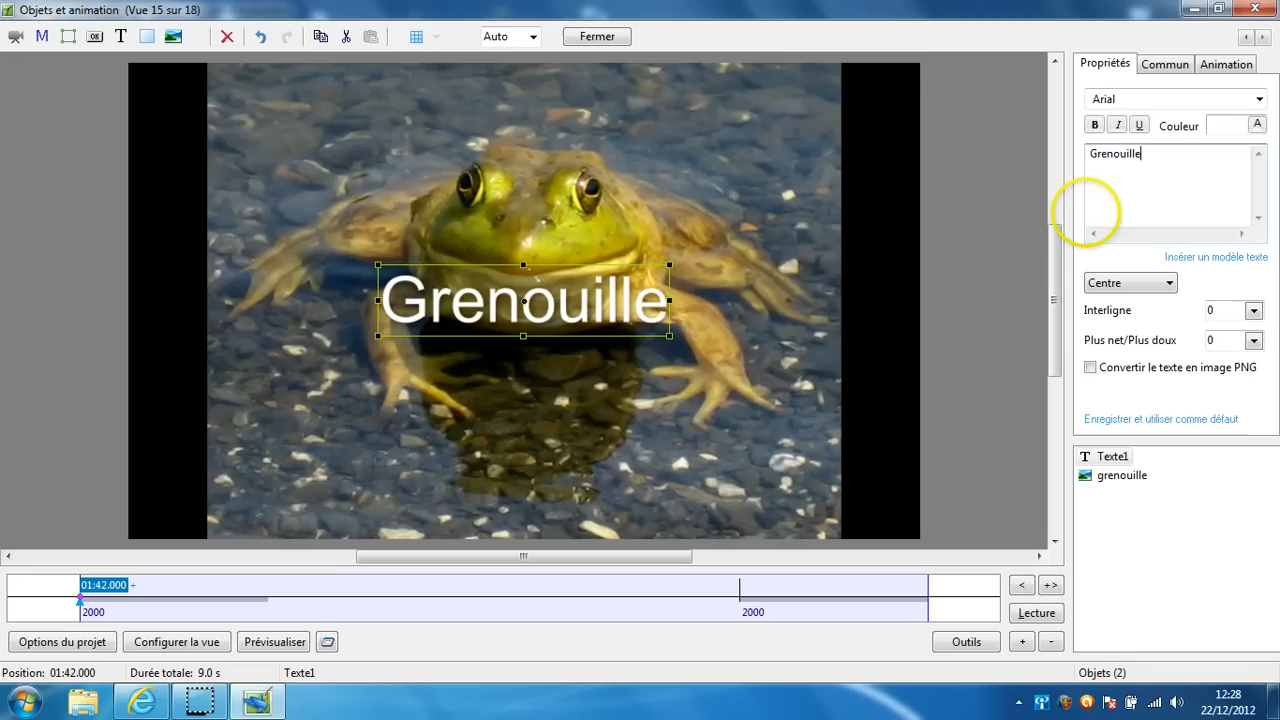 Objets et animation (Vue 15 sur 18)
M
OK
T
Auto
Fermer
Propriétés
Commun
Animation
Arial
B
I
U
Couleur
A
Grenouille
Grenouille
Insérer un modèle texte
Centre
Interligne
0
Plus net/Plus doux
0
Convertir le texte en image PNG
Enregistrer et utiliser comme défaut
T Texte1
grenouille
01:42.000 +
2000
2000
<
+>
Lecture
Options du projet
Configurer la vue
Prévisualiser
Outils
+
-
Position: 01:42.000
Durée totale: 9.0 s
Texte1
Objets (2)
12:28
22/12/2012